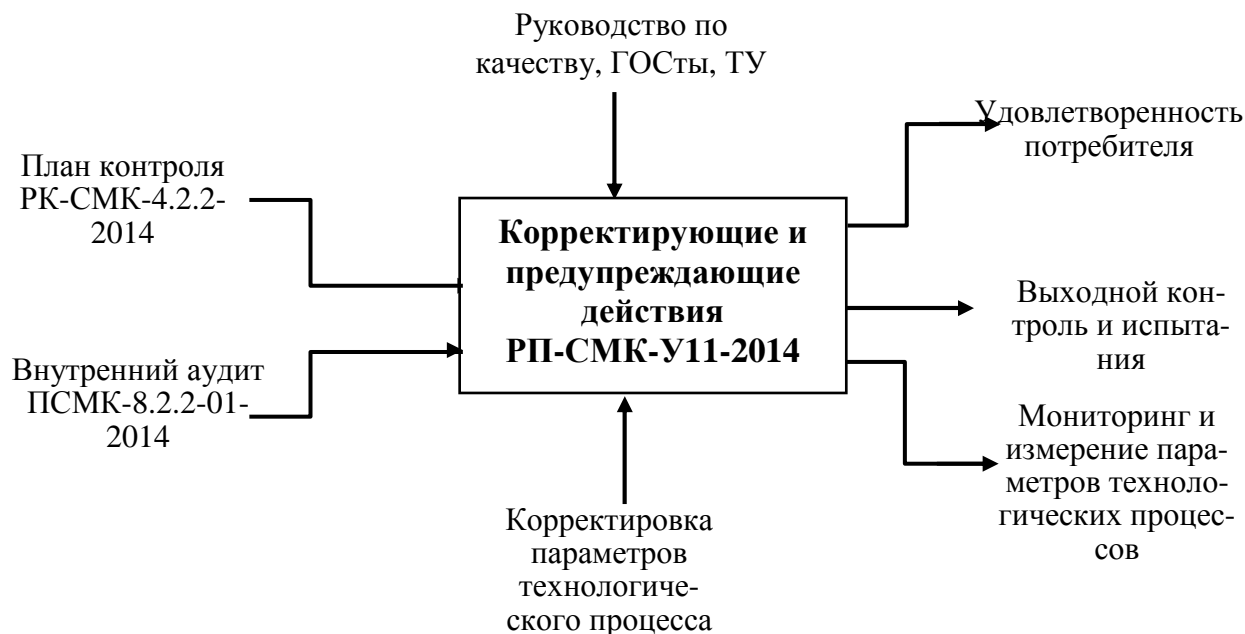 Руководство по
качеству, ГОСты, ТУ
Удовлетворенность
потребителя
План контроля
РК-СМК-4.2.2-
2014
Корректирующие и
предупреждающие
действия
РП-СМК-У11-2014
Выходной кон-
троль и испыта-
ния
Внутренний аудит
ПСМК-8.2.2-01-
2014
Мониторинг и
измерение пара-
метров техноло-
гических процес-
сов
Корректировка
параметров
технологиче-
ского процесса